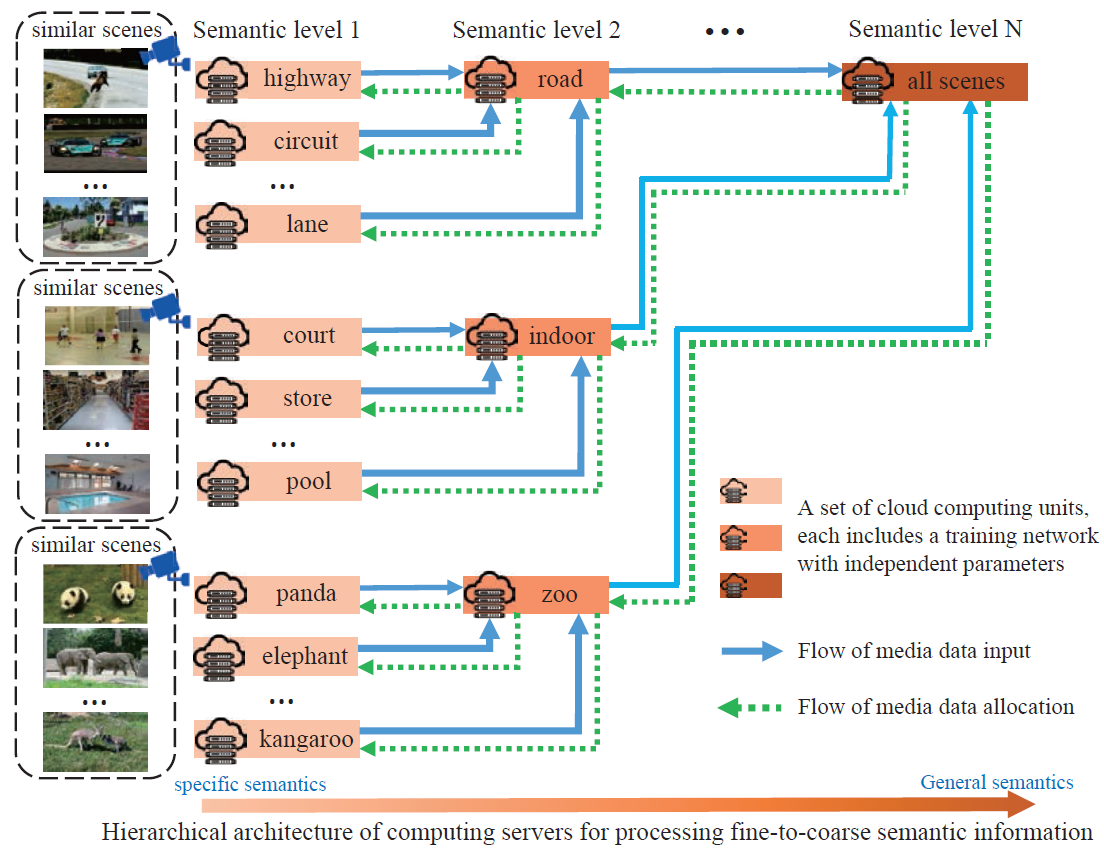 similar scenes
Semantic level 1
Semantic level 2
•••
Semantic level N
highway
road
all scenes
circuit
...
...
lane
similar scenes
court
indoor
store
...
...
pool
A set of cloud computing units,
each includes a training network
with independent parameters
similar scenes
panda
zoo
elephant
Flow of media data input
...
...
Flow of media data allocation
kangaroo
specific semantics
General semantics
Hierarchical architecture of computing servers for processing fine-to-coarse semantic information